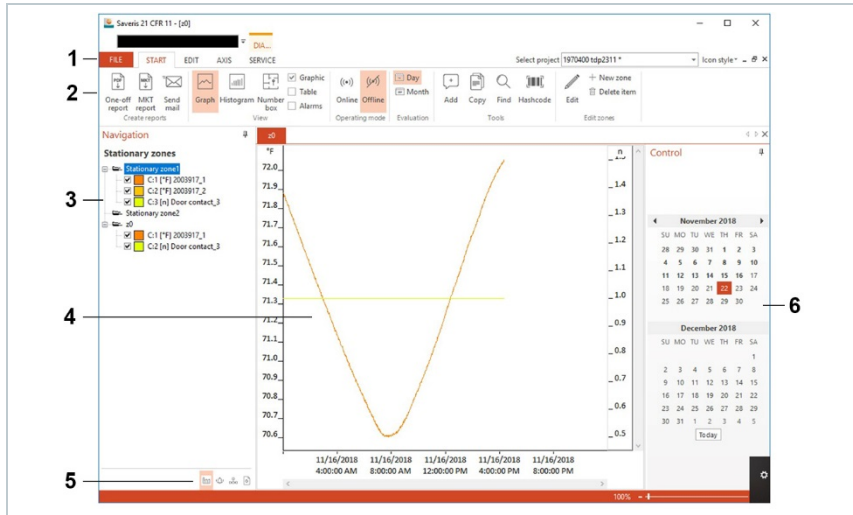 Saveris 21 CFR 11 - [z0]
DIA...
1
FILE START EDIT AXIS SERVICE Select project 1970400 tdp2311 * Icon style
2
One-off report
MKT report
Send mail
Create reports
Graph
Histogram
Number box
Graphic
Table
Alarms
View
Online
Offline
Operating mode
Day
Month
Evaluation
Add
Copy
Find
Hashcode
Tools
Edit
+ New zone
Delete item
Edit zones
Navigation
Stationary zones
3
Stationary zone1
C:1 [°F] 2003917_1
C:2 [°F] 2003917_2
C:3 [n] Door contact_3
Stationary zone2
z0
C:1 [°F] 2003917_1
C:2 [n] Door contact_3
z0
°F
72.0
71.9
71.8
71.7
71.6
71.5
71.4
71.3
71.2
71.1
71.0
70.9
70.8
70.7
70.6
4
n
1.4
1.3
1.2
1.1
1.0
0.9
0.8
0.7
0.6
0.5
11/16/2018 11/16/2018 11/16/2018 11/16/2018 11/16/2018
4:00:00 AM 8:00:00 AM 12:00:00 PM 4:00:00 PM 8:00:00 PM
Control
November 2018
SU MO TU WE TH FR SA
28 29 30 31 1 2 3
4 5 6 7 8 9 10
11 12 13 14 15 16 17
18 19 20 21 22 23 24
25 26 27 28 29 30
6
December 2018
SU MO TU WE TH FR SA
1
2 3 4 5 6 7 8
9 10 11 12 13 14 15
16 17 18 19 20 21 22
23 24 25 26 27 28 29
30 31 1 2 3 4 5
Today
5
100%